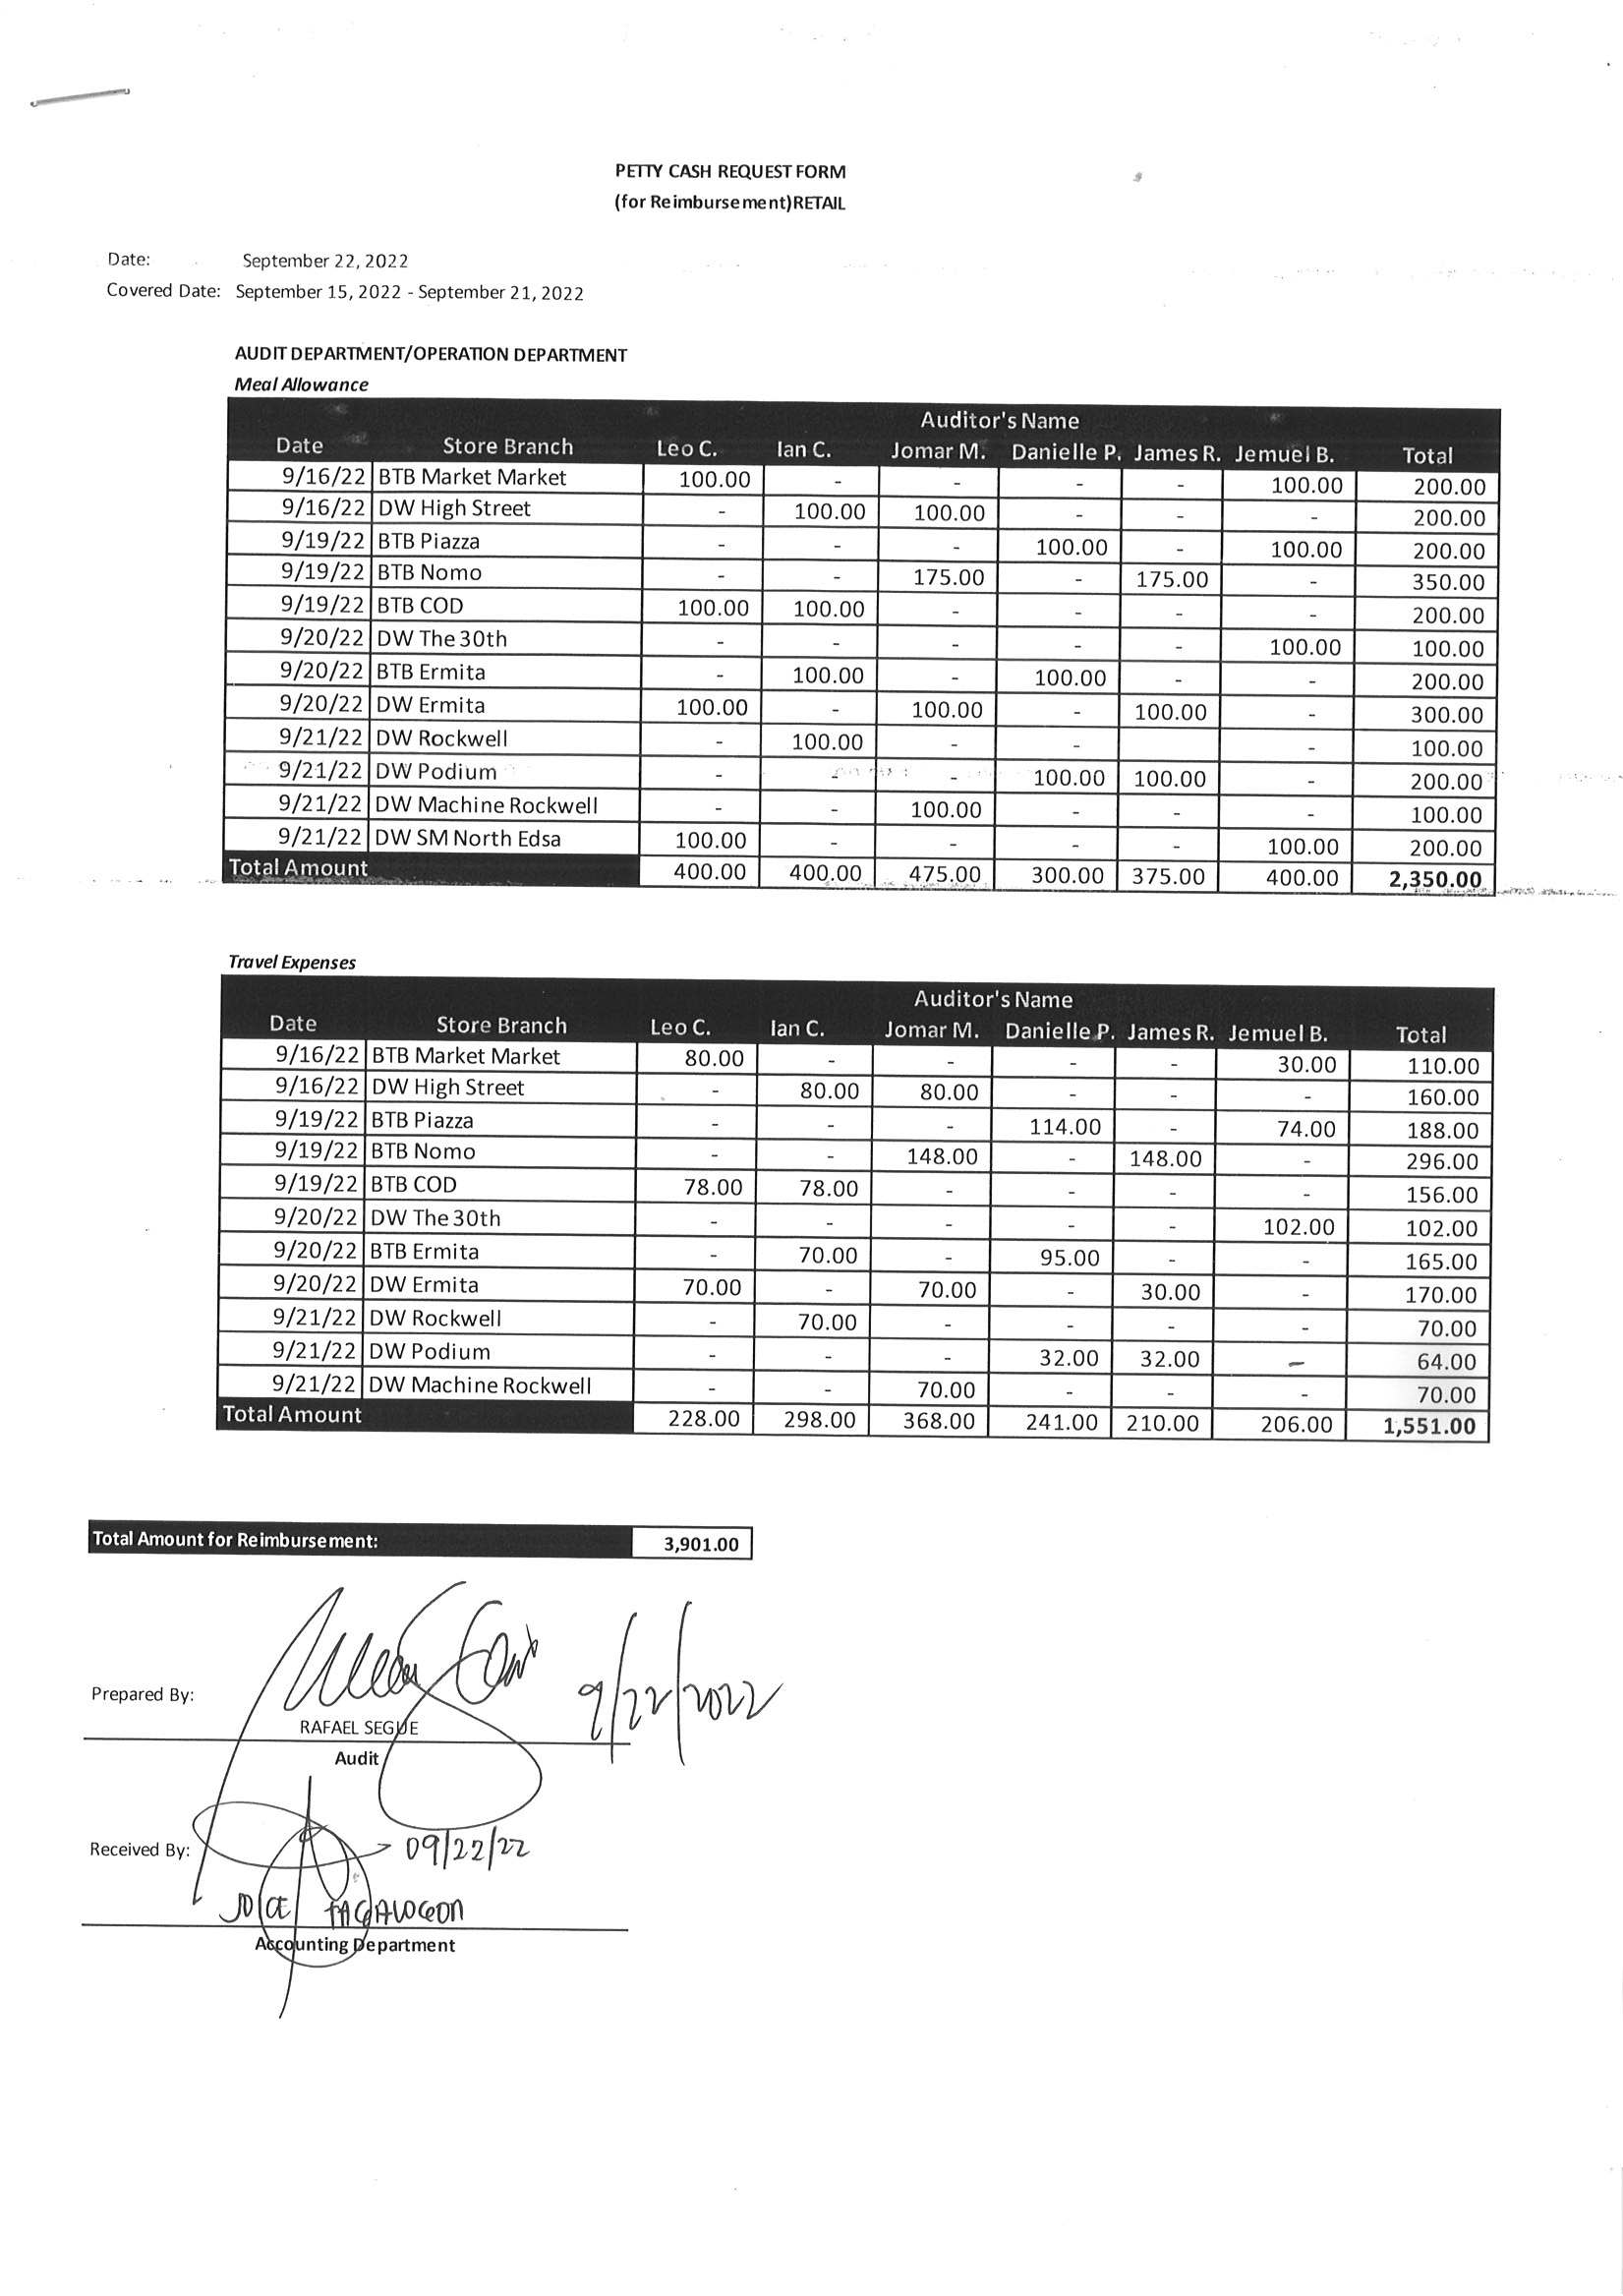 PETTY CASH REQUEST FORM
(for Reimbursement)RETAIL
Date: September 22, 2022
Covered Date: September 15, 2022 - September 21, 2022
AUDIT DEPARTMENT/OPERATION DEPARTMENT
Meal Allowance
Auditor's Name
Date Store Branch Leo C. Ian C. Jomar M. Danielle P. James R. Jemuel B. Total
9/16/22 BTB Market Market 100.00 - - - - 100.00 200.00
9/16/22 DW High Street - 100.00 100.00 - - - 200.00
9/19/22 BTB Piazza - - - 100.00 - 100.00 200.00
9/19/22 BTB Nomo - - 175.00 - 175.00 - 350.00
9/19/22 BTB COD 100.00 100.00 - - - - 200.00
9/20/22 DW The 30th - - - - - 100.00 100.00
9/20/22 BTB Ermita - 100.00 - 100.00 - - 200.00
9/20/22 DW Ermita 100.00 - 100.00 - 100.00 - 300.00
9/21/22 DW Rockwell - 100.00 - - - 100.00
9/21/22 DW Podium - - - 100.00 100.00 - 200.00
9/21/22 DW Machine Rockwell - - 100.00 - - - 100.00
9/21/22 DW SM North Edsa 100.00 - - - - 100.00 200.00
Total Amount 400.00 400.00 475.00 300.00 375.00 400.00 2,350.00
Travel Expenses
Auditor's Name
Date Store Branch Leo C. Ian C. Jomar M. Danielle P. James R. Jemuel B. Total
9/16/22 BTB Market Market 80.00 - - - - 30.00 110.00
9/16/22 DW High Street - 80.00 80.00 - - - 160.00
9/19/22 BTB Piazza - - - 114.00 - 74.00 188.00
9/19/22 BTB Nomo - - 148.00 - 148.00 - 296.00
9/19/22 BTB COD 78.00 78.00 - - - - 156.00
9/20/22 DW The 30th - - - - - 102.00 102.00
9/20/22 BTB Ermita - 70.00 - 95.00 - - 165.00
9/20/22 DW Ermita 70.00 - 70.00 - 30.00 - 170.00
9/21/22 DW Rockwell - 70.00 - - - - 70.00
9/21/22 DW Podium - - - 32.00 32.00 - 64.00
9/21/22 DW Machine Rockwell - - 70.00 - - - 70.00
Total Amount 228.00 298.00 368.00 241.00 210.00 206.00 1,551.00
Total Amount for Reimbursement: 3,901.00
Prepared By: 9/22/2022
RAFAEL SEGUE
Audit
Received By: 09/22/22
Accounting Department